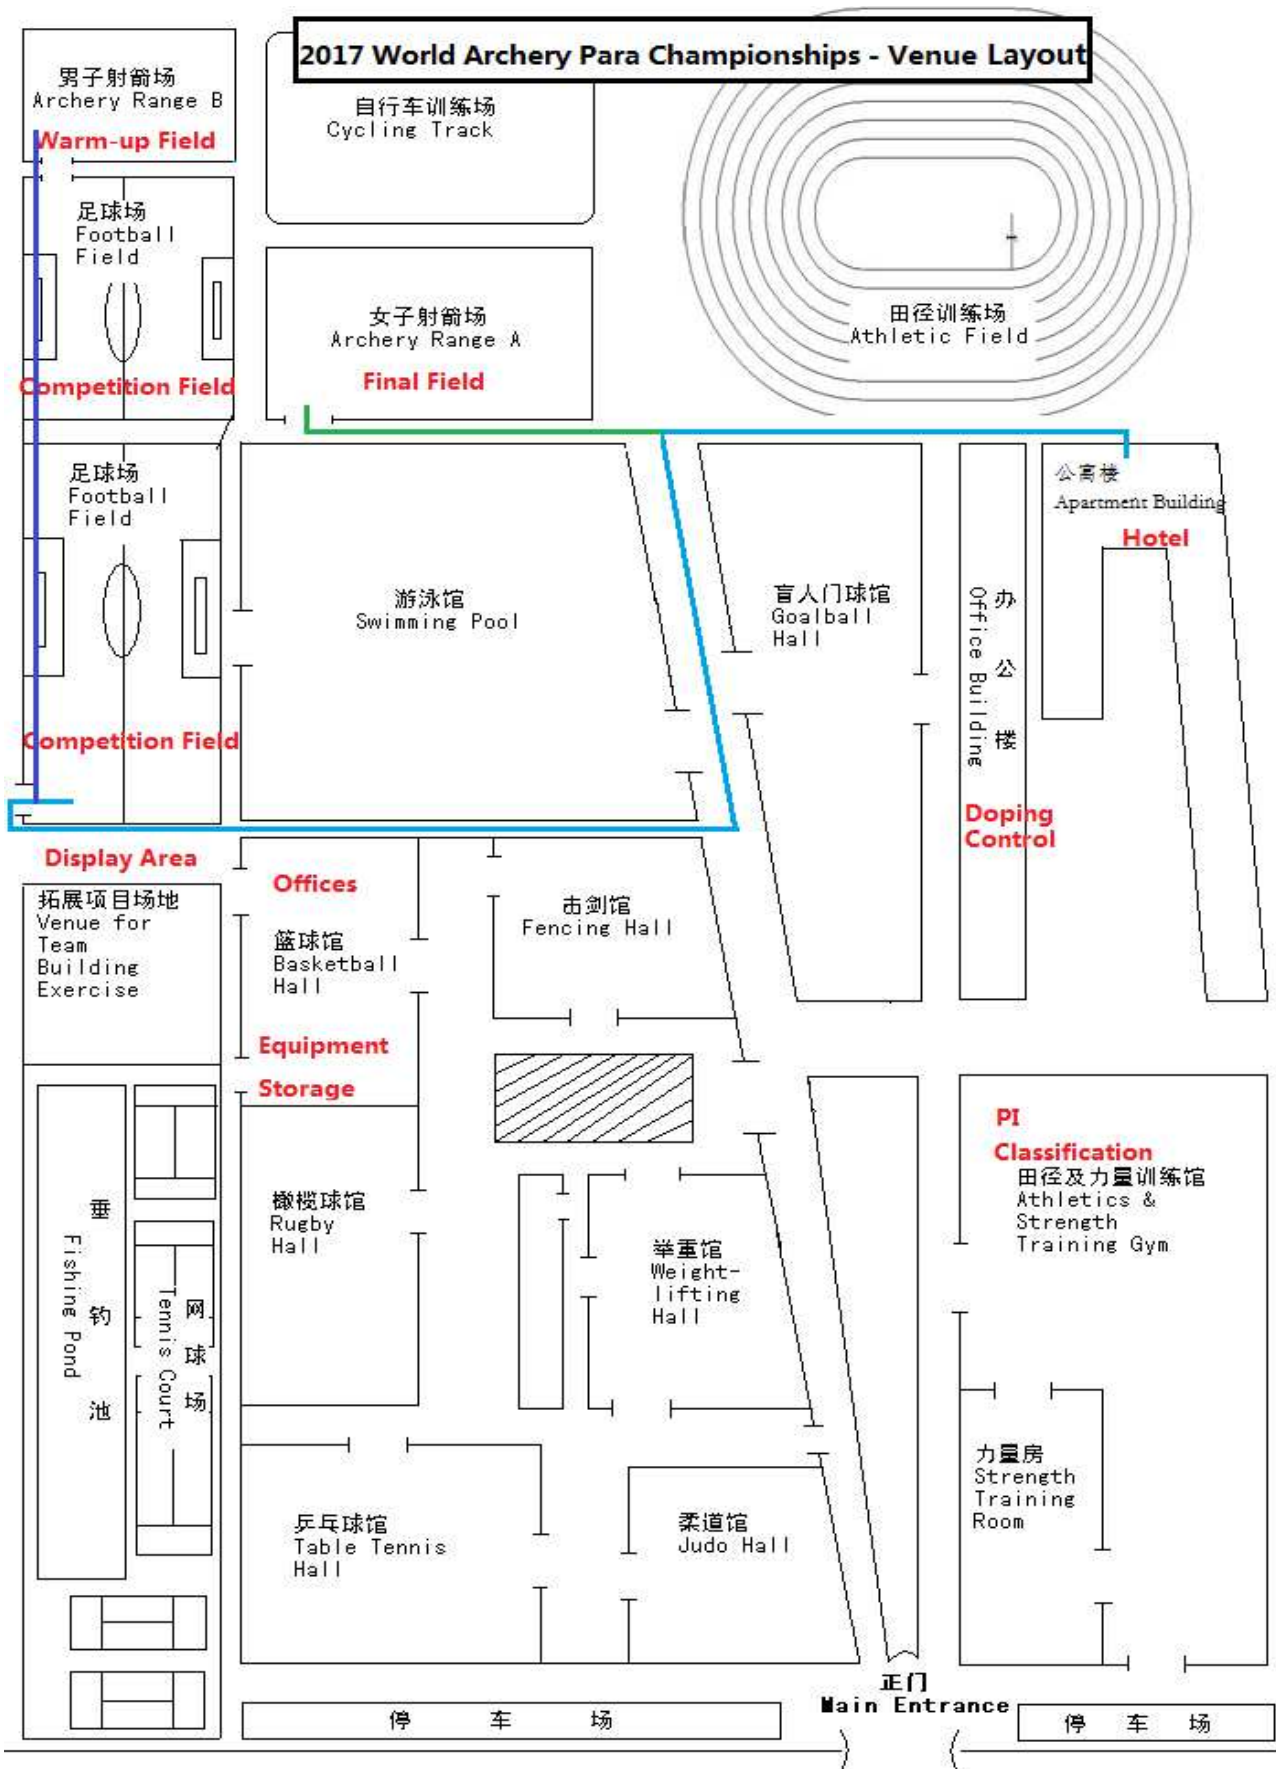 2017 World Archery Para Championships - Venue Layout
男子射箭场
Archery Range B
Warm-up Field
自行车训练场
Cycling Track
足球场
Football
Field
Competition Field
女子射箭场
Archery Range A
Final Field
田径训练场
Athletic Field
足球场
Football
Field
Competition Field
游泳馆
Swimming Pool
盲人门球馆
Goalball
Hall
办公楼
Office Building
Doping
Control
公寓楼
Apartment Building
Hotel
Display Area
拓展项目场地
Venue for
Team
Building
Exercise
Offices
篮球馆
Basketball
Hall
Equipment
Storage
击剑馆
Fencing Hall
PI
Classification
田径及力量训练馆
Athletics &
Strength
Training Gym
垂钓池
Fishing Pond
网球场
Tennis Court
橄榄球馆
Rugby
Hall
举重馆
Weight-
lifting
Hall
力量房
Strength
Training
Room
乒乓球馆
Table Tennis
Hall
柔道馆
Judo Hall
正门
Main Entrance
停车场
停车场